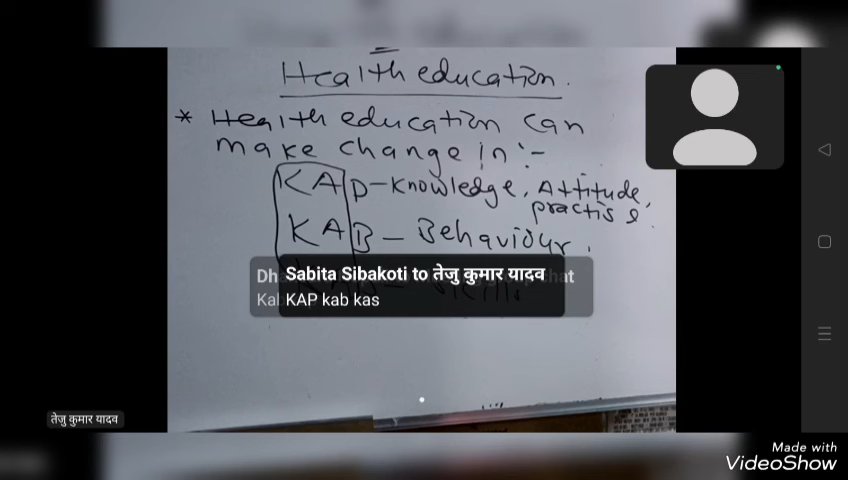 Health education.
* Health education can
make change in :-
KAP - Knowledge, Attitude,
practise.
KAB - Behaviour.
Sabita Sibakoti to तेजु कुमार यादव
KAP kab kas
तेजु कुमार यादव
Made with
VideoShow